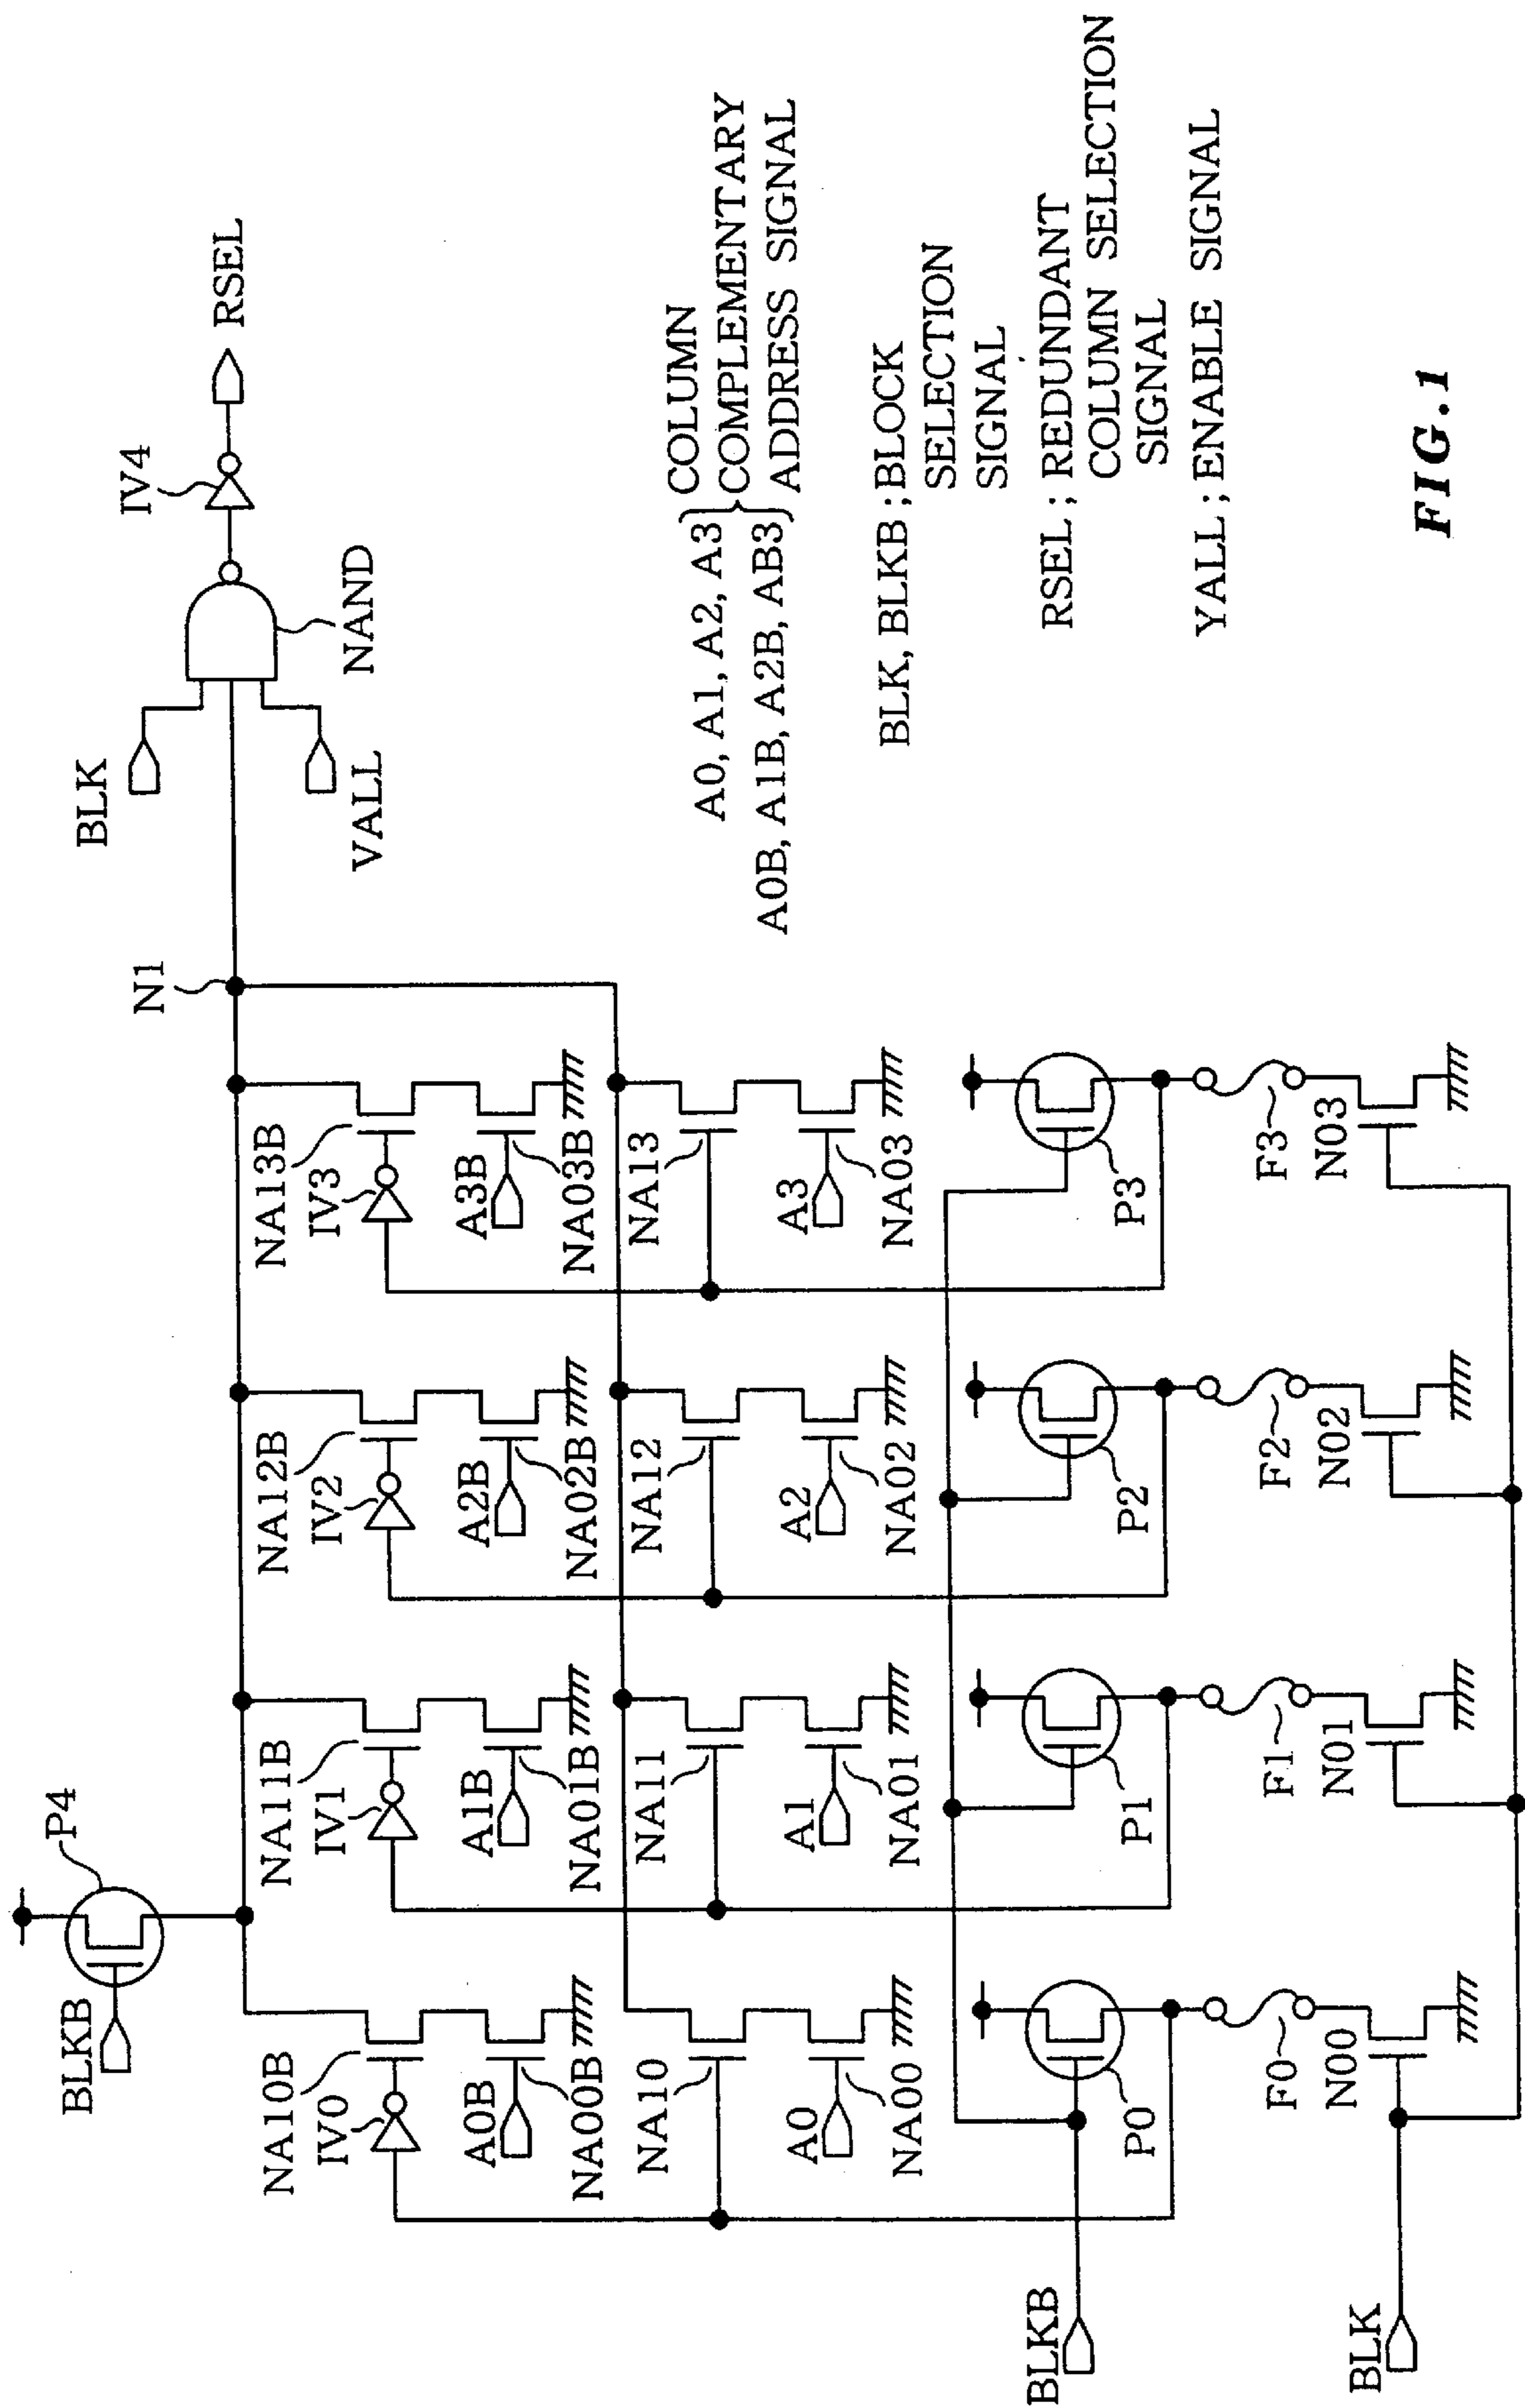 BLKB
P4
N1
BLK
VALL
NAND
IV4
RSEL
NA10B
IV0
A0B
NA00B
NA11B
IV1
A1B
NA01B
NA12B
IV2
A2B
NA02B
NA13B
IV3
A3B
NA03B
NA10
A0
NA00
NA11
A1
NA01
NA12
A2
NA02
NA13
A3
NA03
BLKB
P0
P1
P2
P3
F0
F1
F2
F3
BLK
N00
N01
N02
N03
A0, A1, A2, A3
A0B, A1B, A2B, AB3
COLUMN
COMPLEMENTARY
ADDRESS SIGNAL
BLK, BLKB ; BLOCK
SELECTION
SIGNAL
RSEL ; REDUNDANT
COLUMN SELECTION
SIGNAL
YALL ; ENABLE SIGNAL
FIG.1